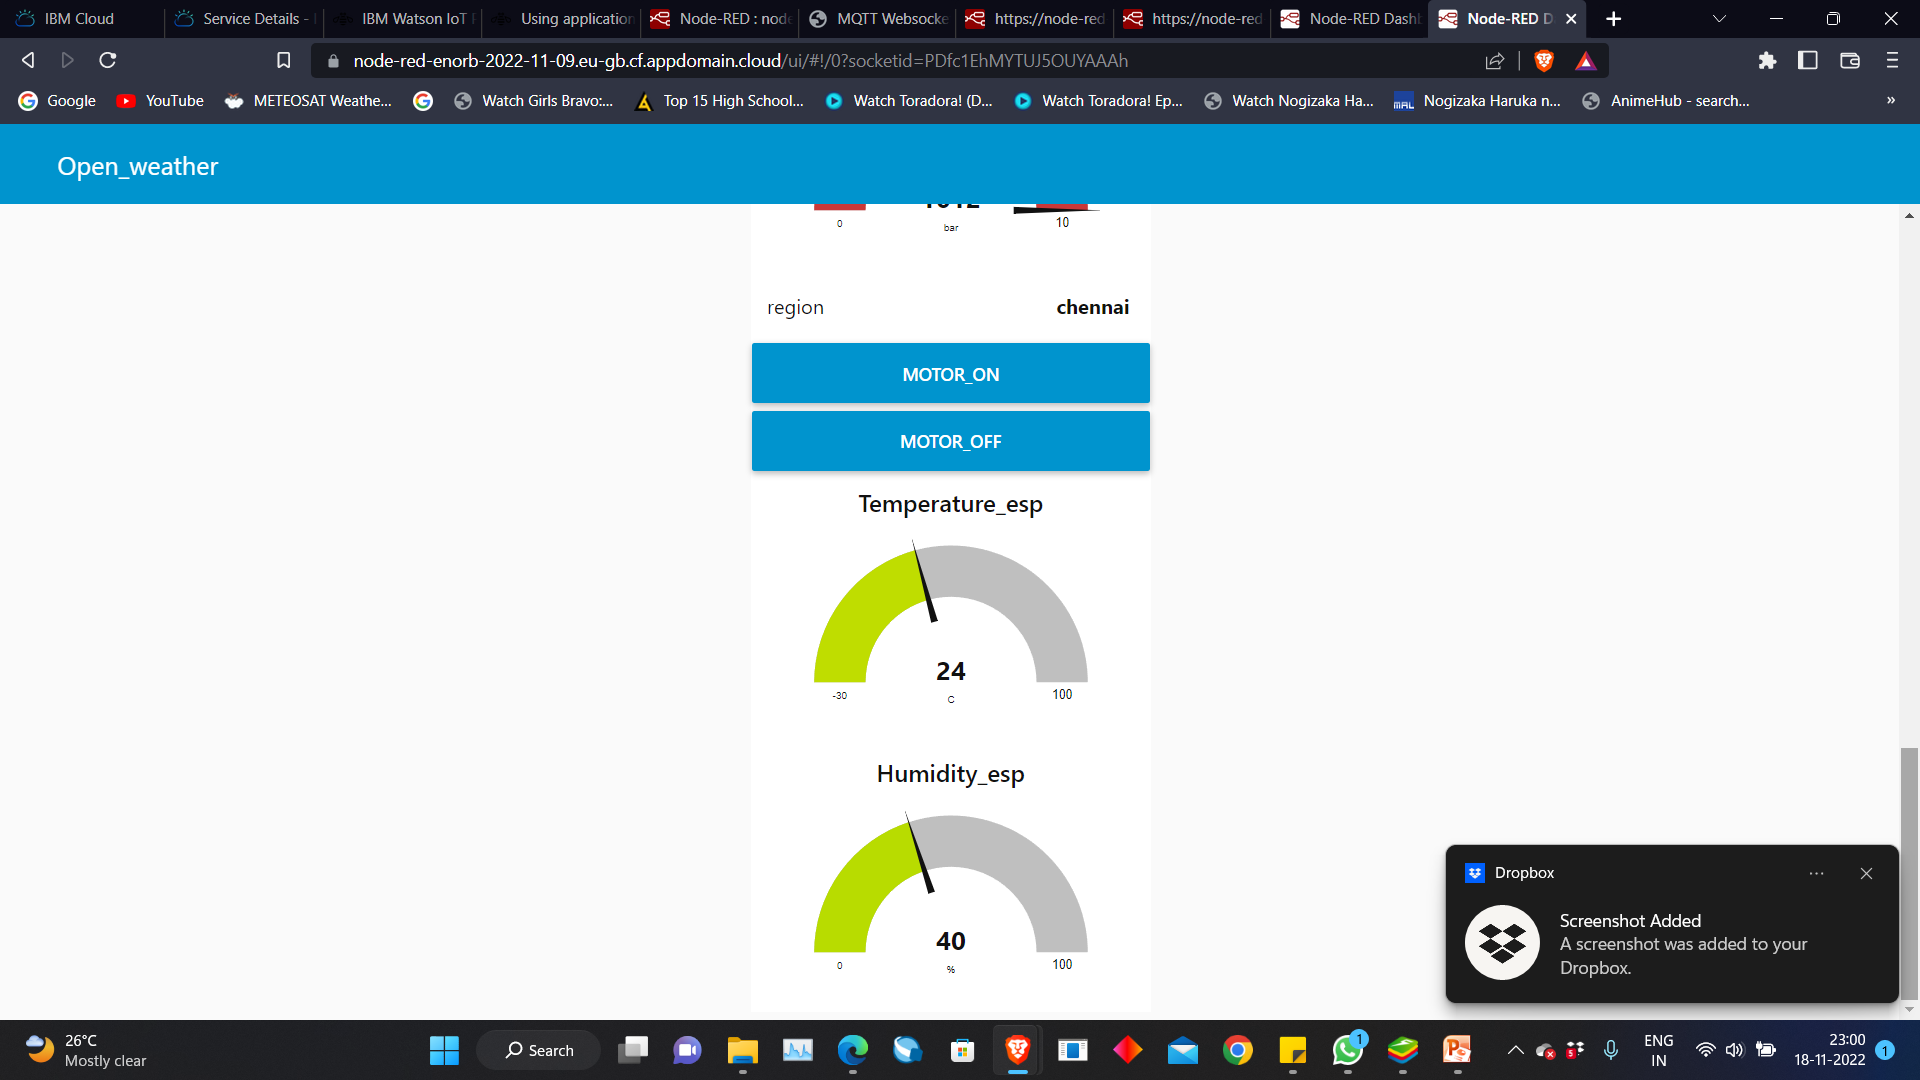 IBM Cloud
Service Details -
IBM Watson IoT P
Using application
Node-RED : node
MQTT Websocke
https://node-red
https://node-red
Node-RED Dashb
Node-RED D
node-red-enorb-2022-11-09.eu-gb.cf.appdomain.cloud/ui/#!/0?socketid=PDfc1EhMYTUJ5OUYAAAh
Google
YouTube
METEOSAT Weathe...
Watch Girls Bravo:...
Top 15 High School...
Watch Toradora! (D...
Watch Toradora! Ep...
Watch Nogizaka Ha...
MAL
Nogizaka Haruka n...
AnimeHub - search...
»
Open_weather
1012
0
bar
10
region
chennai
MOTOR_ON
MOTOR_OFF
Temperature_esp
24
-30
C
100
Humidity_esp
40
0
%
100
Dropbox
Screenshot Added
A screenshot was added to your
Dropbox.
26°C
Mostly clear
Search
1
5
ENG
IN
23:00
18-11-2022
1